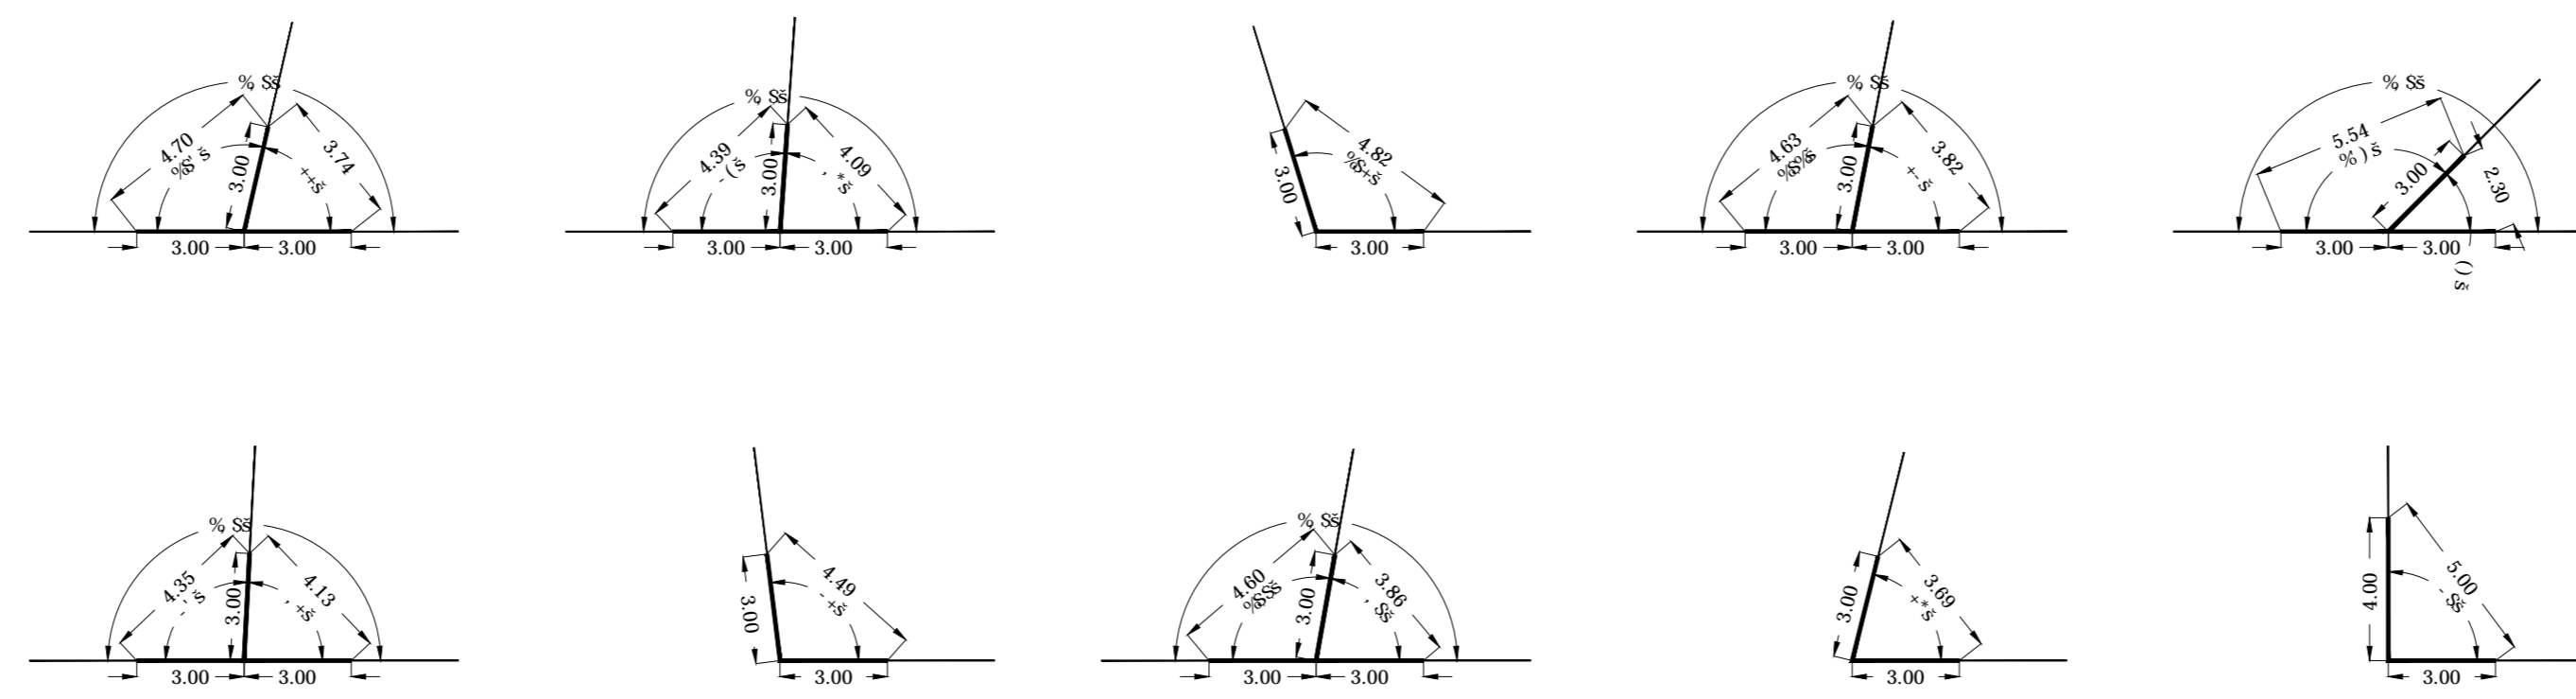 %,§š
4.70
%§'š
3.00
3.74
++š
3.00
3.00
%,§š
4.39
-(š
3.00
4.09
,*š
3.00
3.00
3.00
4.82
%§+š
3.00
%,§š
4.63
%§%š
3.00
3.82
+-š
3.00
3.00
%,§š
5.54
%)š
3.00
2.30
3.00
3.00
()š
%,§š
4.35
--š
3.00
4.13
,+š
3.00
3.00
3.00
4.49
-+š
3.00
%,§š
4.60
%§§š
3.00
3.86
,§š
3.00
3.00
3.00
3.69
+*š
3.00
4.00
5.00
-§š
3.00